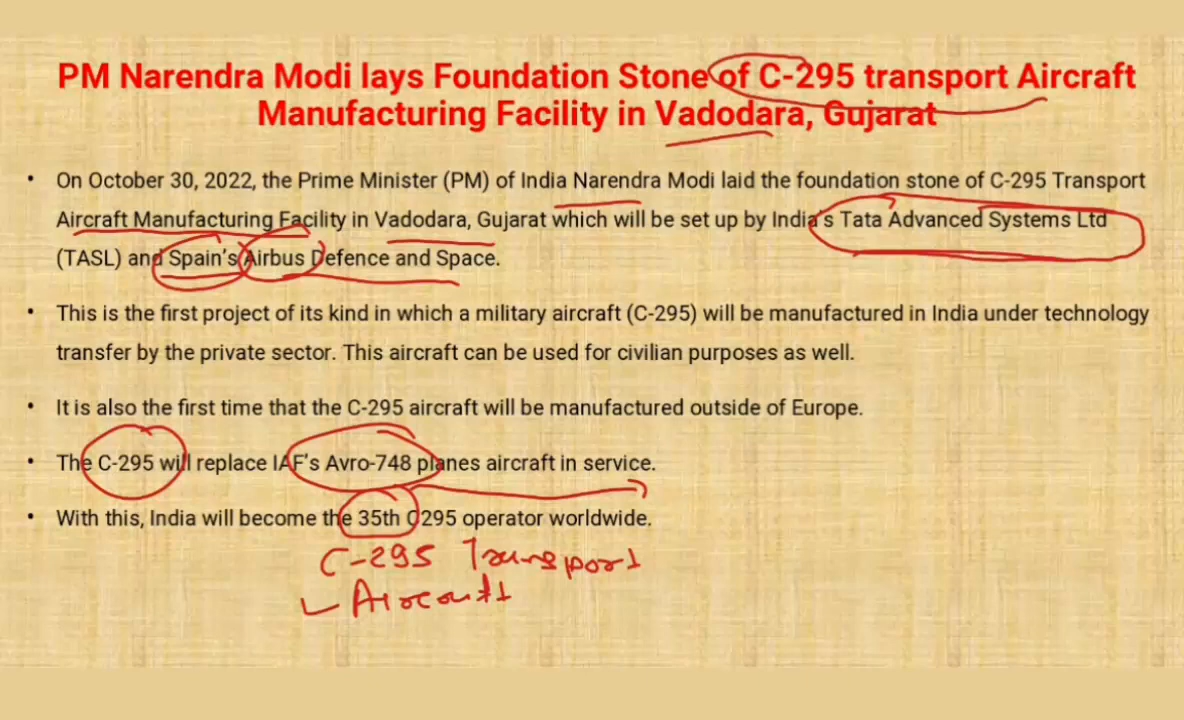 PM Narendra Modi lays Foundation Stone of C-295 transport Aircraft
Manufacturing Facility in Vadodara, Gujarat
• On October 30, 2022, the Prime Minister (PM) of India Narendra Modi laid the foundation stone of C-295 Transport
Aircraft Manufacturing Facility in Vadodara, Gujarat which will be set up by India's Tata Advanced Systems Ltd
(TASL) and Spain's Airbus Defence and Space.
• This is the first project of its kind in which a military aircraft (C-295) will be manufactured in India under technology
transfer by the private sector. This aircraft can be used for civilian purposes as well.
• It is also the first time that the C-295 aircraft will be manufactured outside of Europe.
• The C-295 will replace IAF's Avro-748 planes aircraft in service.
• With this, India will become the 35th C295 operator worldwide.
C-295 Transport
Aircraft